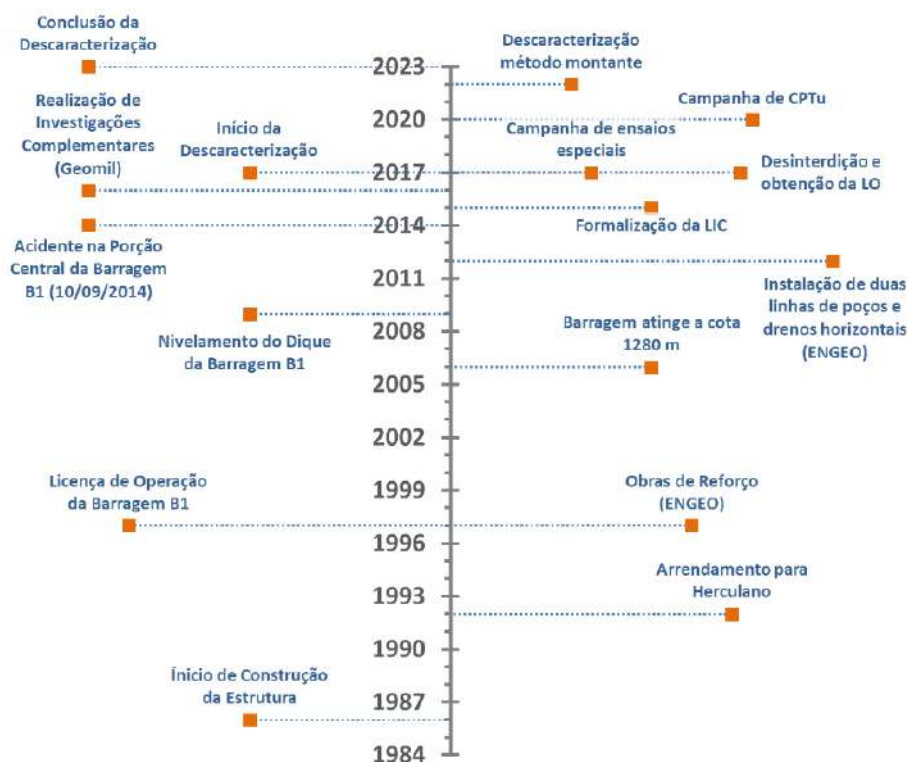 Conclusão da
Descaracterização
Descaracterização
método montante
2023
Realização de
Investigações
Complementares
(Geomil)
Início da
Descaracterização
Campanha de CPTu
2020
Campanha de ensaios
especiais
2017
Desinterdição e
obtenção da LO
2014
Formalização da LIC
Acidente na Porção
Central da Barragem
B1 (10/09/2014)
2011
Instalação de duas
linhas de poços e
drenos horizontais
(ENGEO)
2008
Nivelamento do Dique
da Barragem B1
Barragem atinge a cota
1280 m
2005
2002
1999
Licença de Operação
da Barragem B1
Obras de Reforço
(ENGEO)
1996
Arrendamento para
Herculano
1993
1990
Ínicio de Construção
da Estrutura
1987
1984